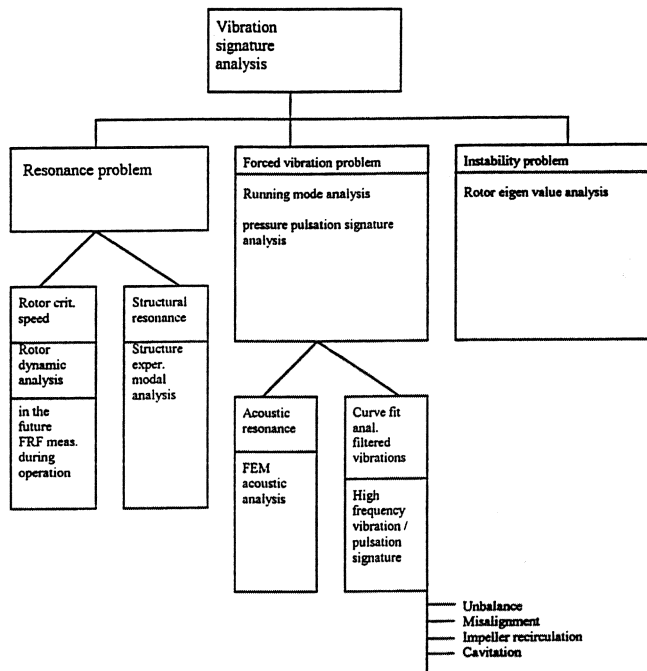 Vibration
signature
analysis
Resonance problem
Forced vibration problem
Running mode analysis
pressure pulsation signature
analysis
Instability problem
Rotor eigen value analysis
Rotor crit.
speed
Rotor
dynamic
analysis
in the
future
FRF meas.
during
operation
Structural
resonance
Structure
exper.
modal
analysis
Acoustic
resonance
FEM
acoustic
analysis
Curve fit
anal.
filtered
vibrations
High
frequency
vibration /
pulsation
signature
Unbalance
Misalignment
Impeller recirculation
Cavitation